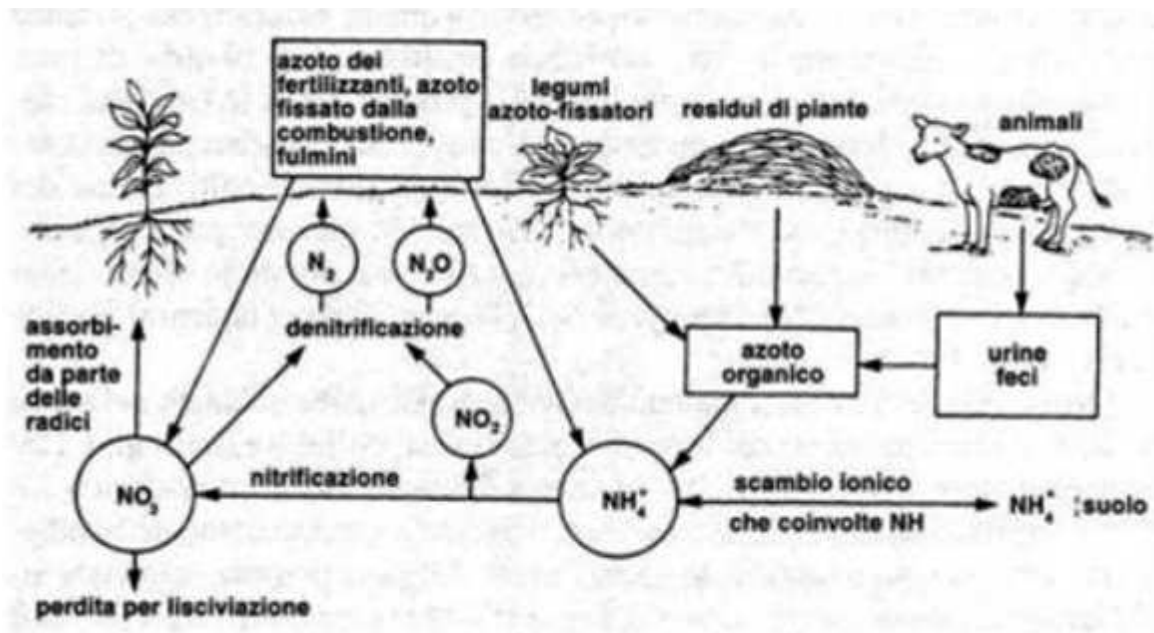 azoto dei
fertilizzanti, azoto
fissato dalla
combustione,
fulmini
legumi
azoto-fissatori
residui di piante
animali
N₂
N₂O
denitrificazione
assorbi-
mento
da parte
delle
radici
azoto
organico
urine
feci
NO₂
nitrificazione
NO₃
NH₄⁺
scambio ionico
che coinvolte NH
NH₄⁺ :suolo
perdita per lisciviazione